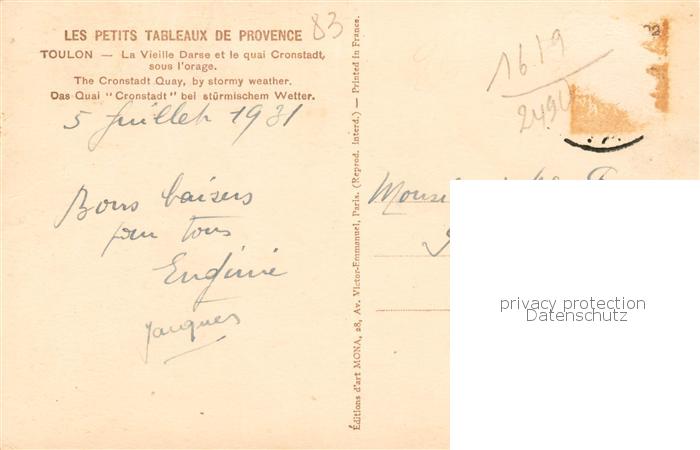 LES PETITS TABLEAUX DE PROVENCE
83
TOULON — La Vieille Darse et le quai Cronstadt,
sous l'orage.
The Cronstadt Quay, by stormy weather.
Das Quai "Cronstadt" bei stürmischem Wetter.
5 Juillet 1931
Bons baisers
pour tous
Eugénie
Jacques
Éditions d'art MONA, 28, Av. Victor-Emmanuel, Paris. (Reprod. interd.) — Printed in France.
1619
privacy protection
Datenschutz